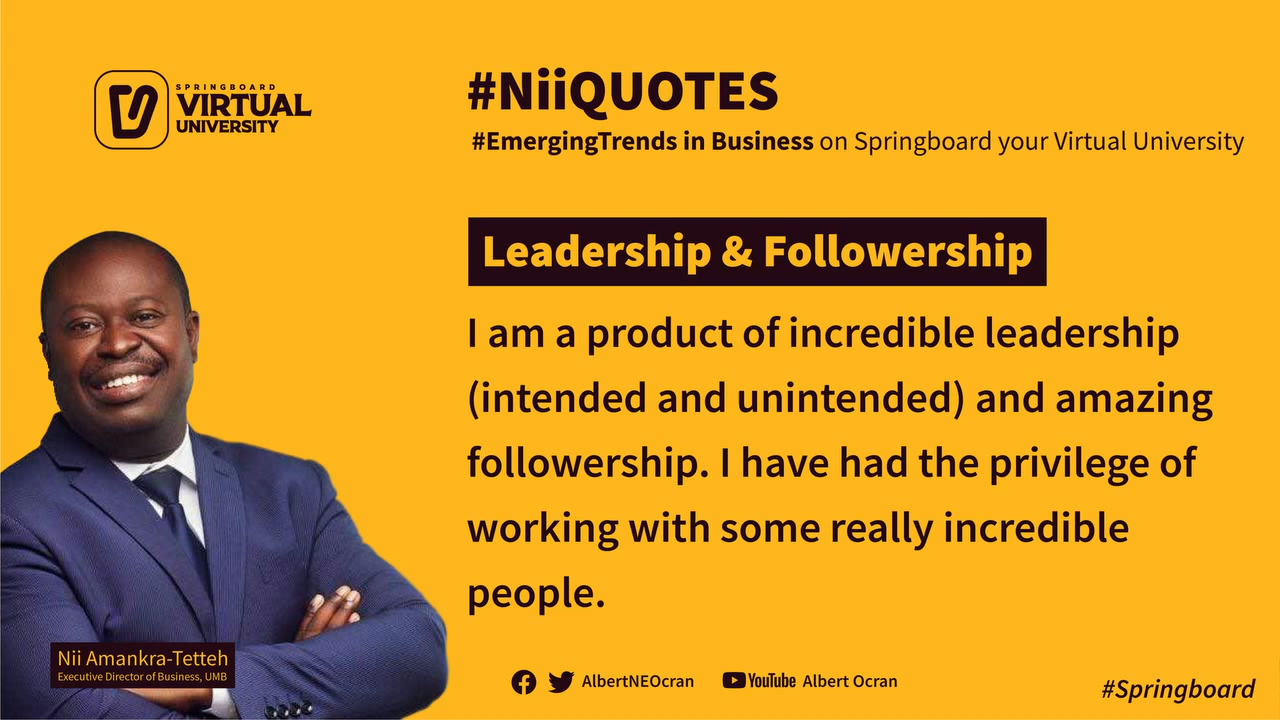 SPRINGBOARD
VIRTUAL
UNIVERSITY
#NiiQUOTES
#EmergingTrends in Business on Springboard your Virtual University
Leadership & Followership
I am a product of incredible leadership
(intended and unintended) and amazing
followership. I have had the privilege of
working with some really incredible
people.
Nii Amankra-Tetteh
Executive Director of Business, UMB
AlbertNEOcran
YouTube Albert Ocran
#Springboard